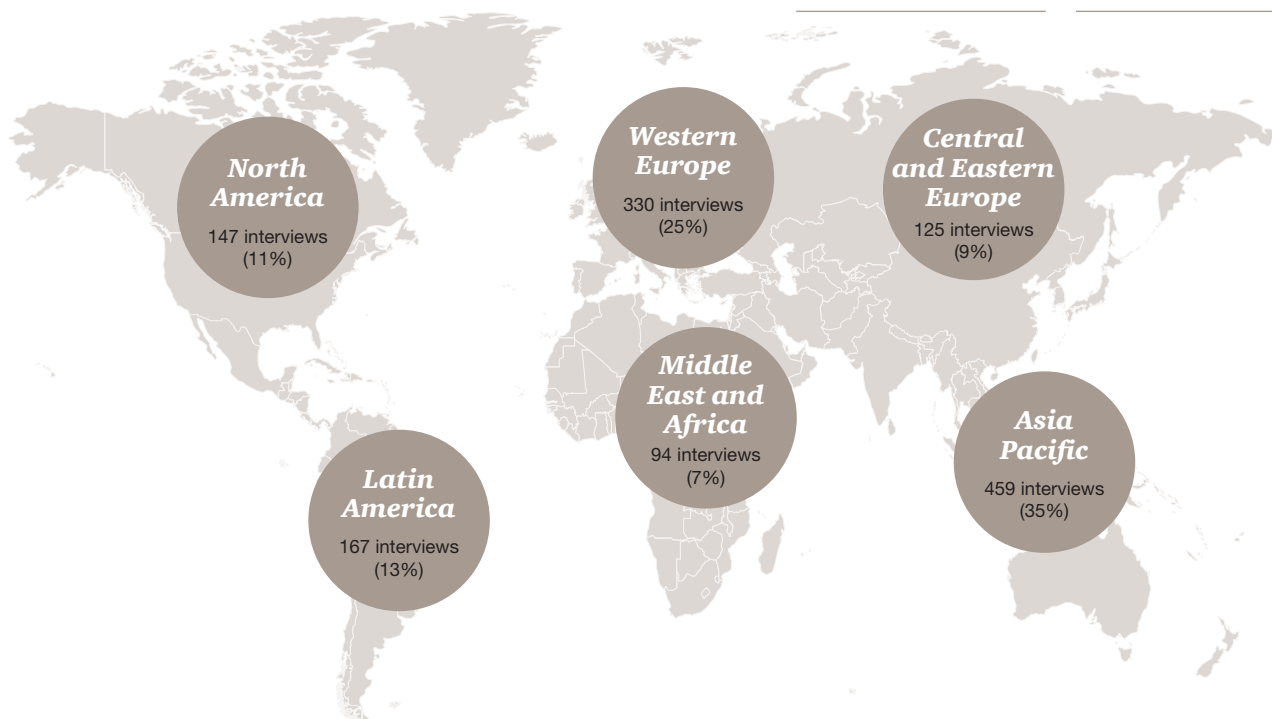 North
America
147 interviews
(11%)
Western
Europe
330 interviews
(25%)
Central
and Eastern
Europe
125 interviews
(9%)
Middle
East and
Africa
94 interviews
(7%)
Latin
America
167 interviews
(13%)
Asia
Pacific
459 interviews
(35%)